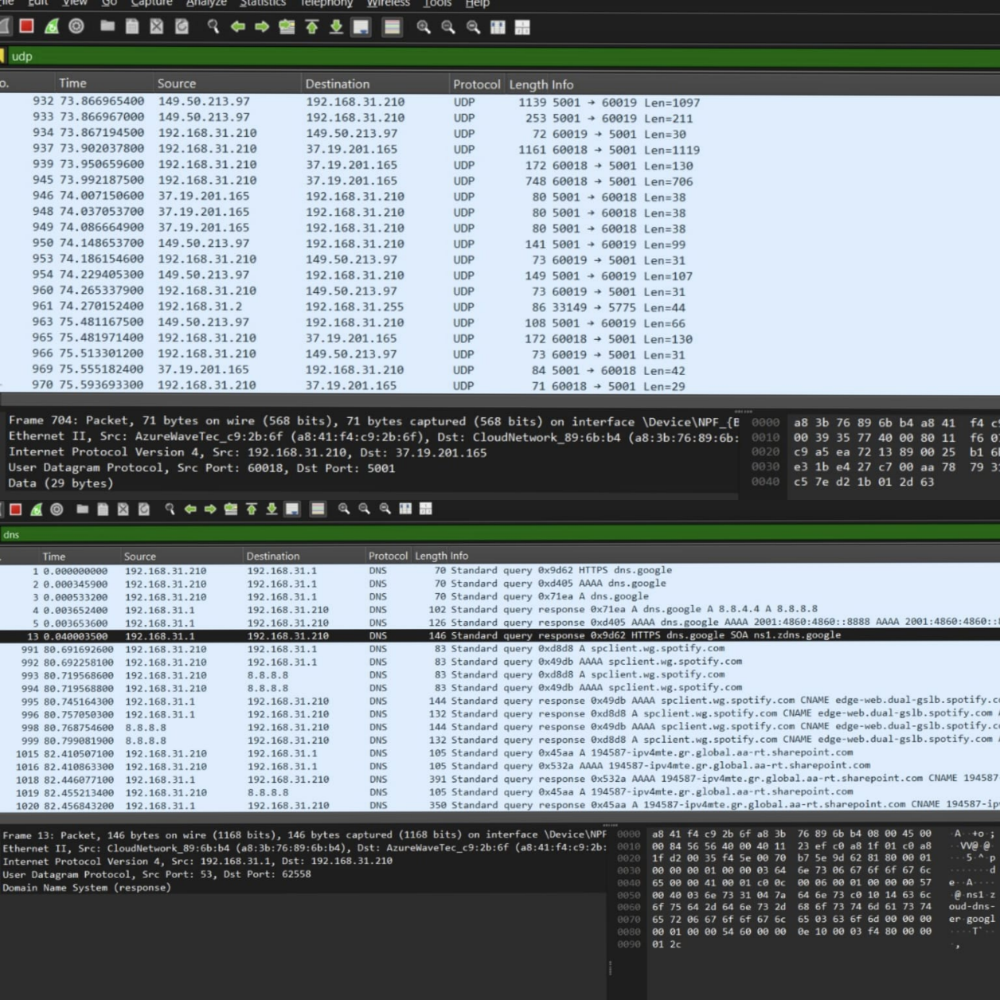 File Edit View Go Capture Analyze Statistics Telephony Wireless Tools Help
udp
o. Time Source Destination Protocol Length Info
932 73.866965400 149.50.213.97 192.168.31.210 UDP 1139 5001 → 60019 Len=1097
933 73.866967000 149.50.213.97 192.168.31.210 UDP 253 5001 → 60019 Len=211
934 73.867194500 192.168.31.210 149.50.213.97 UDP 72 60019 → 5001 Len=30
937 73.902037800 192.168.31.210 37.19.201.165 UDP 1161 60018 → 5001 Len=1119
939 73.950659600 192.168.31.210 37.19.201.165 UDP 172 60018 → 5001 Len=130
945 73.992187500 192.168.31.210 37.19.201.165 UDP 748 60018 → 5001 Len=706
946 74.007150600 37.19.201.165 192.168.31.210 UDP 80 5001 → 60018 Len=38
948 74.037053700 37.19.201.165 192.168.31.210 UDP 80 5001 → 60018 Len=38
949 74.086664900 37.19.201.165 192.168.31.210 UDP 80 5001 → 60018 Len=38
950 74.148653700 149.50.213.97 192.168.31.210 UDP 141 5001 → 60019 Len=99
953 74.186154600 192.168.31.210 149.50.213.97 UDP 73 60019 → 5001 Len=31
954 74.229405300 149.50.213.97 192.168.31.210 UDP 149 5001 → 60019 Len=107
960 74.265337900 192.168.31.210 149.50.213.97 UDP 73 60019 → 5001 Len=31
961 74.270152400 192.168.31.2 192.168.31.255 UDP 86 33149 → 5775 Len=44
963 75.481167500 149.50.213.97 192.168.31.210 UDP 108 5001 → 60019 Len=66
965 75.481971400 192.168.31.210 37.19.201.165 UDP 172 60018 → 5001 Len=130
966 75.513301200 192.168.31.210 149.50.213.97 UDP 73 60019 → 5001 Len=31
969 75.555182400 37.19.201.165 192.168.31.210 UDP 84 5001 → 60018 Len=42
970 75.593693300 192.168.31.210 37.19.201.165 UDP 71 60018 → 5001 Len=29
Frame 704: Packet, 71 bytes on wire (568 bits), 71 bytes captured (568 bits) on interface \Device\NPF_{B 0000 a8 3b 76 89 6b b4 a8 41 f4 c9
Ethernet II, Src: AzureWaveTec_c9:2b:6f (a8:41:f4:c9:2b:6f), Dst: CloudNetwork_89:6b:b4 (a8:3b:76:89:6b: 0010 00 39 35 77 40 00 80 11 f6 0
Internet Protocol Version 4, Src: 192.168.31.210, Dst: 37.19.201.165 0020 c9 a5 ea 72 13 89 00 25 b1 6
User Datagram Protocol, Src Port: 60018, Dst Port: 5001 0030 e3 1b e4 27 c7 00 aa 78 79 3
Data (29 bytes) 0040 c5 7e d2 1b 01 2d 63
dns
. Time Source Destination Protocol Length Info
1 0.000000000 192.168.31.210 192.168.31.1 DNS 70 Standard query 0x9d62 HTTPS dns.google
2 0.000345900 192.168.31.210 192.168.31.1 DNS 70 Standard query 0xd405 AAAA dns.google
3 0.000533200 192.168.31.210 192.168.31.1 DNS 70 Standard query 0x71ea A dns.google
4 0.003652400 192.168.31.1 192.168.31.210 DNS 102 Standard query response 0x71ea A dns.google A 8.8.4.4 A 8.8.8.8
5 0.003653600 192.168.31.1 192.168.31.210 DNS 126 Standard query response 0xd405 AAAA dns.google AAAA 2001:4860:4860::8888 AAAA 2001:4860:4860::8
13 0.040003500 192.168.31.1 192.168.31.210 DNS 146 Standard query response 0x9d62 HTTPS dns.google SOA ns1.zdns.google
991 80.691692600 192.168.31.210 192.168.31.1 DNS 83 Standard query 0xd8d8 A spclient.wg.spotify.com
992 80.692258100 192.168.31.210 192.168.31.1 DNS 83 Standard query 0x49db AAAA spclient.wg.spotify.com
993 80.719568600 192.168.31.210 8.8.8.8 DNS 83 Standard query 0xd8d8 A spclient.wg.spotify.com
994 80.719568800 192.168.31.210 8.8.8.8 DNS 83 Standard query 0x49db AAAA spclient.wg.spotify.com
995 80.745164300 192.168.31.1 192.168.31.210 DNS 144 Standard query response 0x49db AAAA spclient.wg.spotify.com CNAME edge-web.dual-gslb.spotify.co
996 80.757050300 192.168.31.1 192.168.31.210 DNS 132 Standard query response 0xd8d8 A spclient.wg.spotify.com CNAME edge-web.dual-gslb.spotify.com A
998 80.768754600 8.8.8.8 192.168.31.210 DNS 144 Standard query response 0x49db AAAA spclient.wg.spotify.com CNAME edge-web.dual-gslb.spotify.co
999 80.799081900 8.8.8.8 192.168.31.210 DNS 132 Standard query response 0xd8d8 A spclient.wg.spotify.com CNAME edge-web.dual-gslb.spotify.com A
1015 82.410507100 192.168.31.210 192.168.31.1 DNS 105 Standard query 0x45aa A 194587-ipv4mte.gr.global.aa-rt.sharepoint.com
1016 82.410863300 192.168.31.210 192.168.31.1 DNS 105 Standard query 0x532a AAAA 194587-ipv4mte.gr.global.aa-rt.sharepoint.com
1018 82.446077100 192.168.31.1 192.168.31.210 DNS 391 Standard query response 0x532a AAAA 194587-ipv4mte.gr.global.aa-rt.sharepoint.com CNAME 194587-
1019 82.455213400 192.168.31.210 8.8.8.8 DNS 105 Standard query 0x45aa A 194587-ipv4mte.gr.global.aa-rt.sharepoint.com
1020 82.456843200 192.168.31.1 192.168.31.210 DNS 350 Standard query response 0x45aa A 194587-ipv4mte.gr.global.aa-rt.sharepoint.com CNAME 194587-ip
Frame 13: Packet, 146 bytes on wire (1168 bits), 146 bytes captured (1168 bits) on interface \Device\NPF 0000 a8 41 f4 c9 2b 6f a8 3b 76 89 6b b4 08 00 45 00 ·A··+o·;
Ethernet II, Src: CloudNetwork_89:6b:b4 (a8:3b:76:89:6b:b4), Dst: AzureWaveTec_c9:2b:6f (a8:41:f4:c9:2b: 0010 00 84 56 56 40 00 40 11 23 ef c0 a8 1f 01 c0 a8 ··VV@·@·
Internet Protocol Version 4, Src: 192.168.31.1, Dst: 192.168.31.210 0020 1f d2 00 35 f4 5e 00 70 b7 5e 9d 62 81 80 00 01 ···5·^·p
User Datagram Protocol, Src Port: 53, Dst Port: 62558 0030 00 00 00 01 00 00 03 64 6e 73 06 67 6f 6f 67 6c ·······d
Domain Name System (response) 0040 65 00 00 41 00 01 c0 0c 00 06 00 01 00 00 00 57 e··A····
0050 00 40 03 6e 73 31 04 7a 64 6e 73 c0 10 14 63 6c ·@·ns1·z
0060 6f 75 64 2d 64 6e 73 2d 68 6f 73 74 6d 61 73 74 oud-dns-
0070 65 72 06 67 6f 6f 67 6c 65 03 63 6f 6d 00 00 00 er·googl
0080 00 01 00 00 54 60 00 00 0e 10 00 03 f4 80 00 00 ····T`··
0090 01 2c ·,